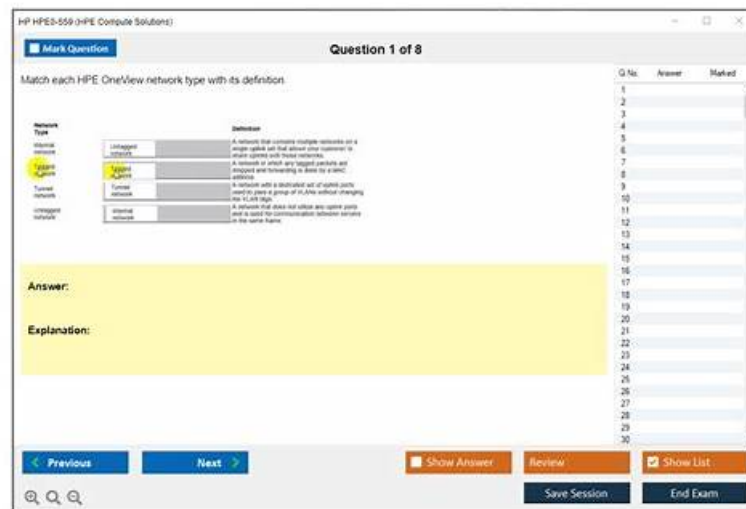 HP HPE0-S59 (HPE Compute Solutions)
Mark Question
Question 1 of 8
Q.No. Answer Marked
Match each HPE OneView network type with its definition.
Network Type
Definition
Internal network
Untagged network
A network that contains multiple networks on a
single uplink set that allows your customer to
share uplinks with those networks.
Tagged network
Tagged network
A network in which any tagged packets are
dropped and forwarding is done by a MAC
address.
Tunnel network
Tunnel network
A network with a dedicated set of uplink ports
used to pass a group of VLANs without changing
the VLAN tags.
Untagged network
Internal network
A network that does not utilize any uplink ports
and is used for communication between servers
in the same frame.
Answer:
Explanation:
1
2
3
4
5
6
7
8
9
10
11
12
13
14
15
16
17
18
19
20
21
22
23
24
25
26
27
28
29
30
Previous
Next
Show Answer
Review
Show List
Save Session
End Exam